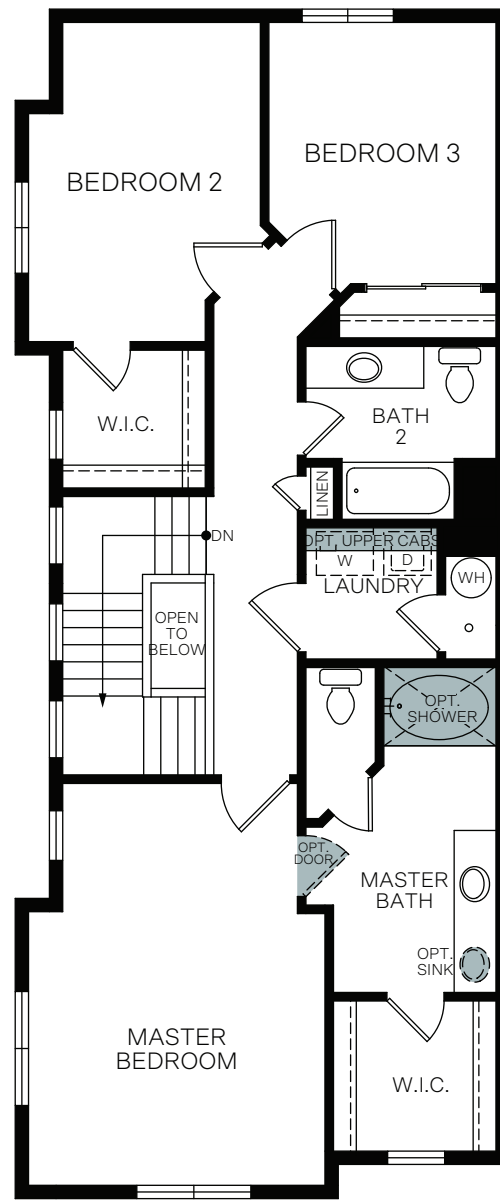 BEDROOM 2
BEDROOM 3
W.I.C.
BATH
2
LINEN
DN
OPT. UPPER CABS
W
D
LAUNDRY
WH
OPEN
TO
BELOW
OPT.
SHOWER
OPT.
DOOR
MASTER
BATH
OPT.
SINK
MASTER
BEDROOM
W.I.C.